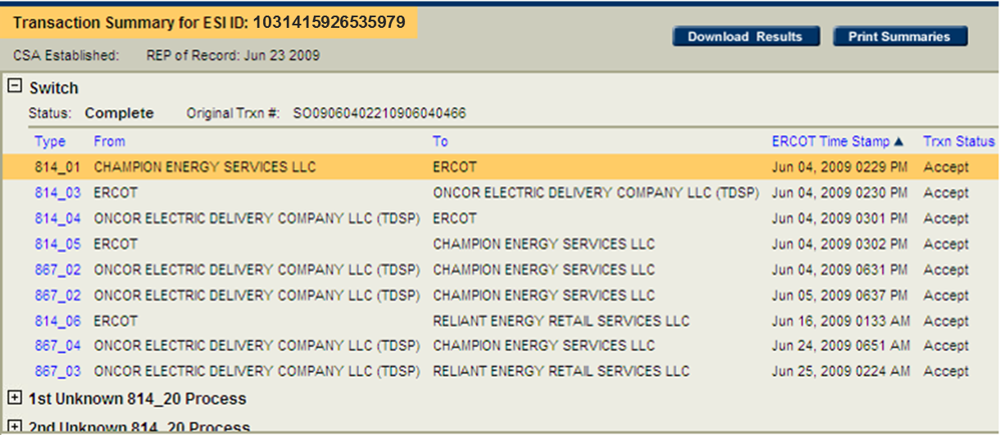 Transaction Summary for ESI ID: 1031415926535979
Download Results Print Summaries
CSA Established: REP of Record: Jun 23 2009
Switch
Status: Complete Original Trxn #: SO09060402210906040466
Type From To ERCOT Time Stamp Trxn Status
814_01 CHAMPION ENERGY SERVICES LLC ERCOT Jun 04, 2009 0229 PM Accept
814_03 ERCOT ONCOR ELECTRIC DELIVERY COMPANY LLC (TDSP) Jun 04, 2009 0230 PM Accept
814_04 ONCOR ELECTRIC DELIVERY COMPANY LLC (TDSP) ERCOT Jun 04, 2009 0301 PM Accept
814_05 ERCOT CHAMPION ENERGY SERVICES LLC Jun 04, 2009 0302 PM Accept
867_02 ONCOR ELECTRIC DELIVERY COMPANY LLC (TDSP) CHAMPION ENERGY SERVICES LLC Jun 04, 2009 0631 PM Accept
867_02 ONCOR ELECTRIC DELIVERY COMPANY LLC (TDSP) CHAMPION ENERGY SERVICES LLC Jun 05, 2009 0637 PM Accept
814_06 ERCOT RELIANT ENERGY RETAIL SERVICES LLC Jun 16, 2009 0133 AM Accept
867_04 ONCOR ELECTRIC DELIVERY COMPANY LLC (TDSP) CHAMPION ENERGY SERVICES LLC Jun 24, 2009 0651 AM Accept
867_03 ONCOR ELECTRIC DELIVERY COMPANY LLC (TDSP) RELIANT ENERGY RETAIL SERVICES LLC Jun 25, 2009 0224 AM Accept
1st Unknown 814_20 Process
2nd Unknown 814_20 Process